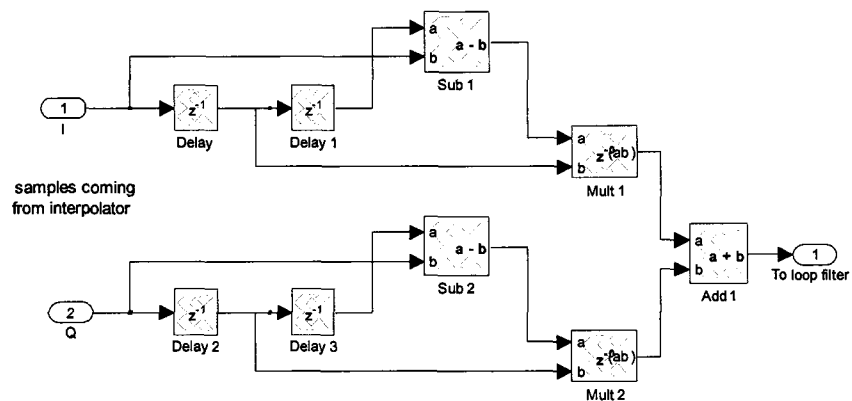 a
a - b
b
Sub 1
1
I
z-1
Delay
z-1
Delay 1
a
b
Mult 1
samples coming
from interpolator
a
a - b
b
Sub 2
a
a + b
b
Add 1
1
To loop filter
2
Q
z-1
Delay 2
z-1
Delay 3
a
b
Mult 2